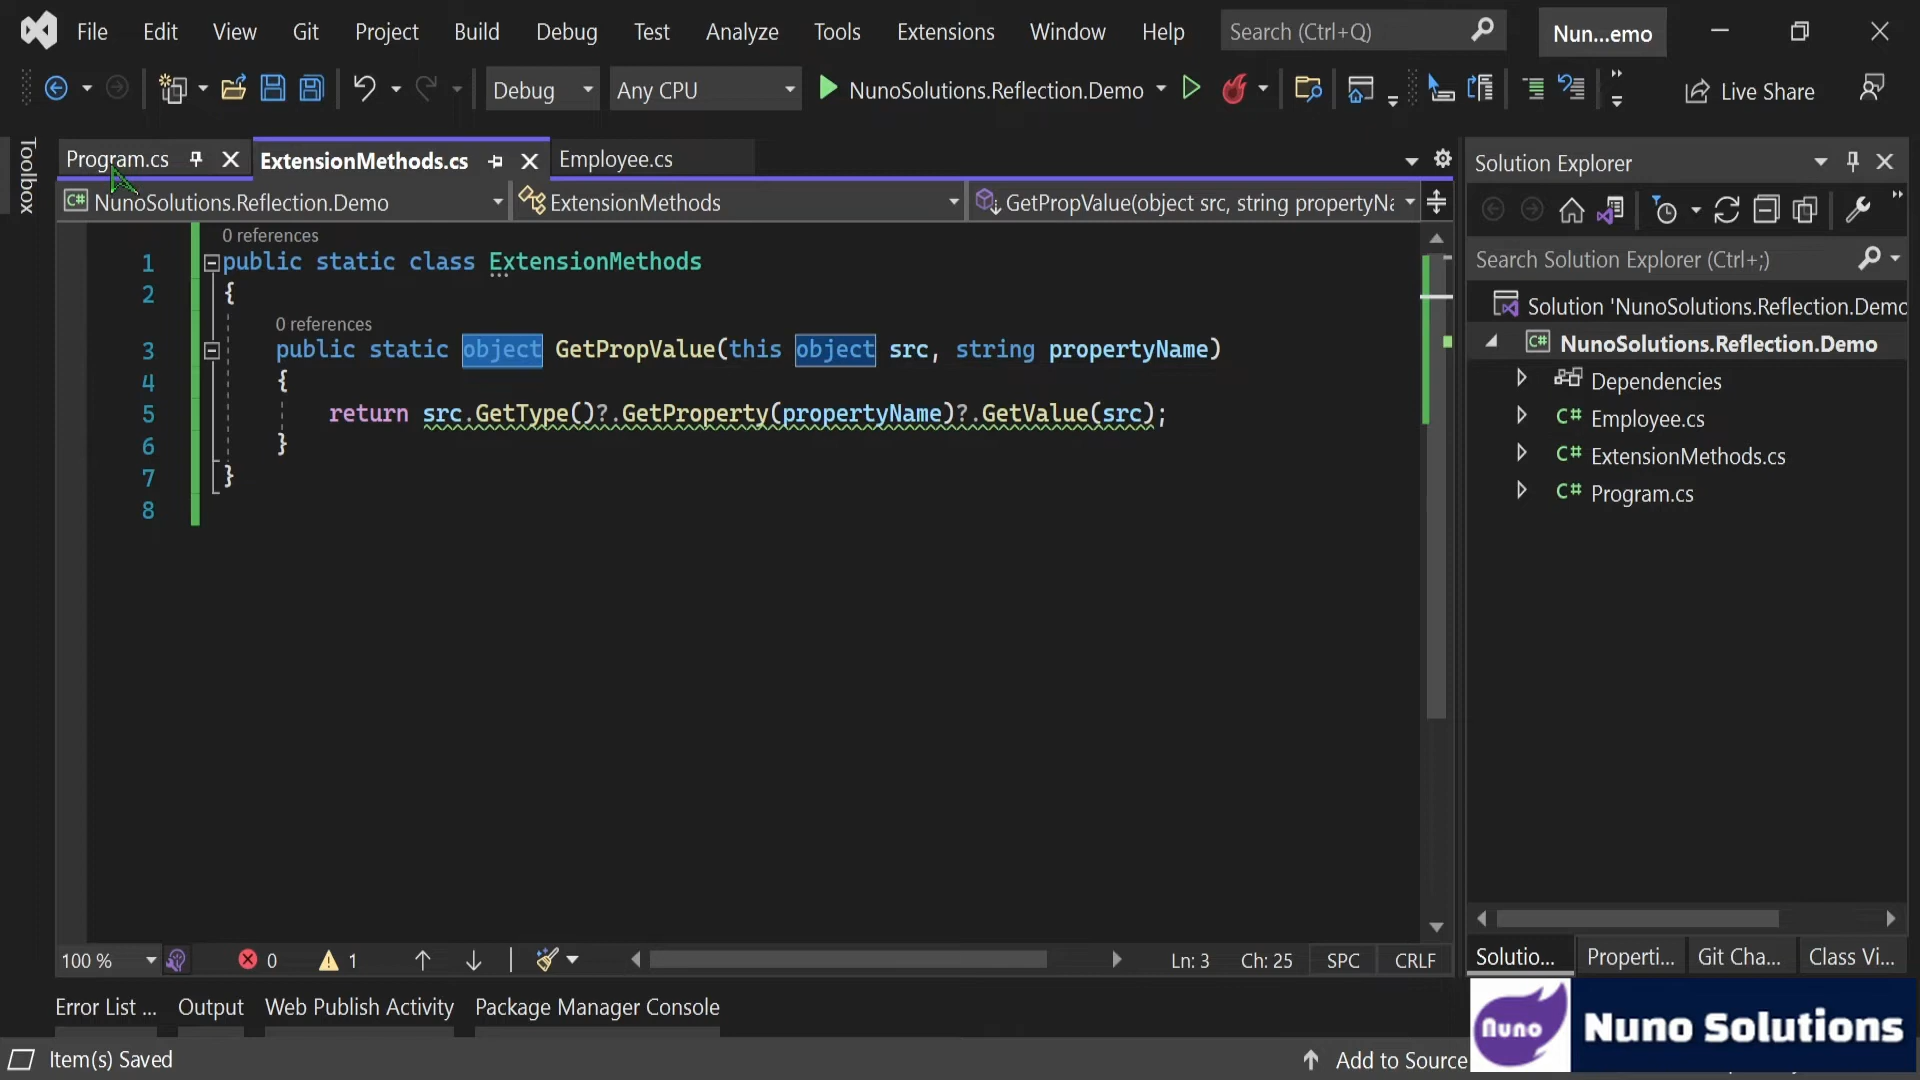 File Edit View Git Project Build Debug Test Analyze Tools Extensions Window Help Search (Ctrl+Q) Nun...emo
Debug Any CPU NunoSolutions.Reflection.Demo Live Share
Toolbox
Program.cs ExtensionMethods.cs Employee.cs
C# NunoSolutions.Reflection.Demo ExtensionMethods GetPropValue(object src, string propertyNa
0 references
1 public static class ExtensionMethods
2 {
0 references
3 public static object GetPropValue(this object src, string propertyName)
4 {
5 return src.GetType()?.GetProperty(propertyName)?.GetValue(src);
6 }
7 }
8
100 % 0 1 Ln: 3 Ch: 25 SPC CRLF
Solution Explorer
Search Solution Explorer (Ctrl+;)
Solution 'NunoSolutions.Reflection.Demo
C# NunoSolutions.Reflection.Demo
Dependencies
C# Employee.cs
C# ExtensionMethods.cs
C# Program.cs
Solutio... Properti... Git Cha... Class Vi...
Error List ... Output Web Publish Activity Package Manager Console
Item(s) Saved Add to Source
nuno Nuno Solutions